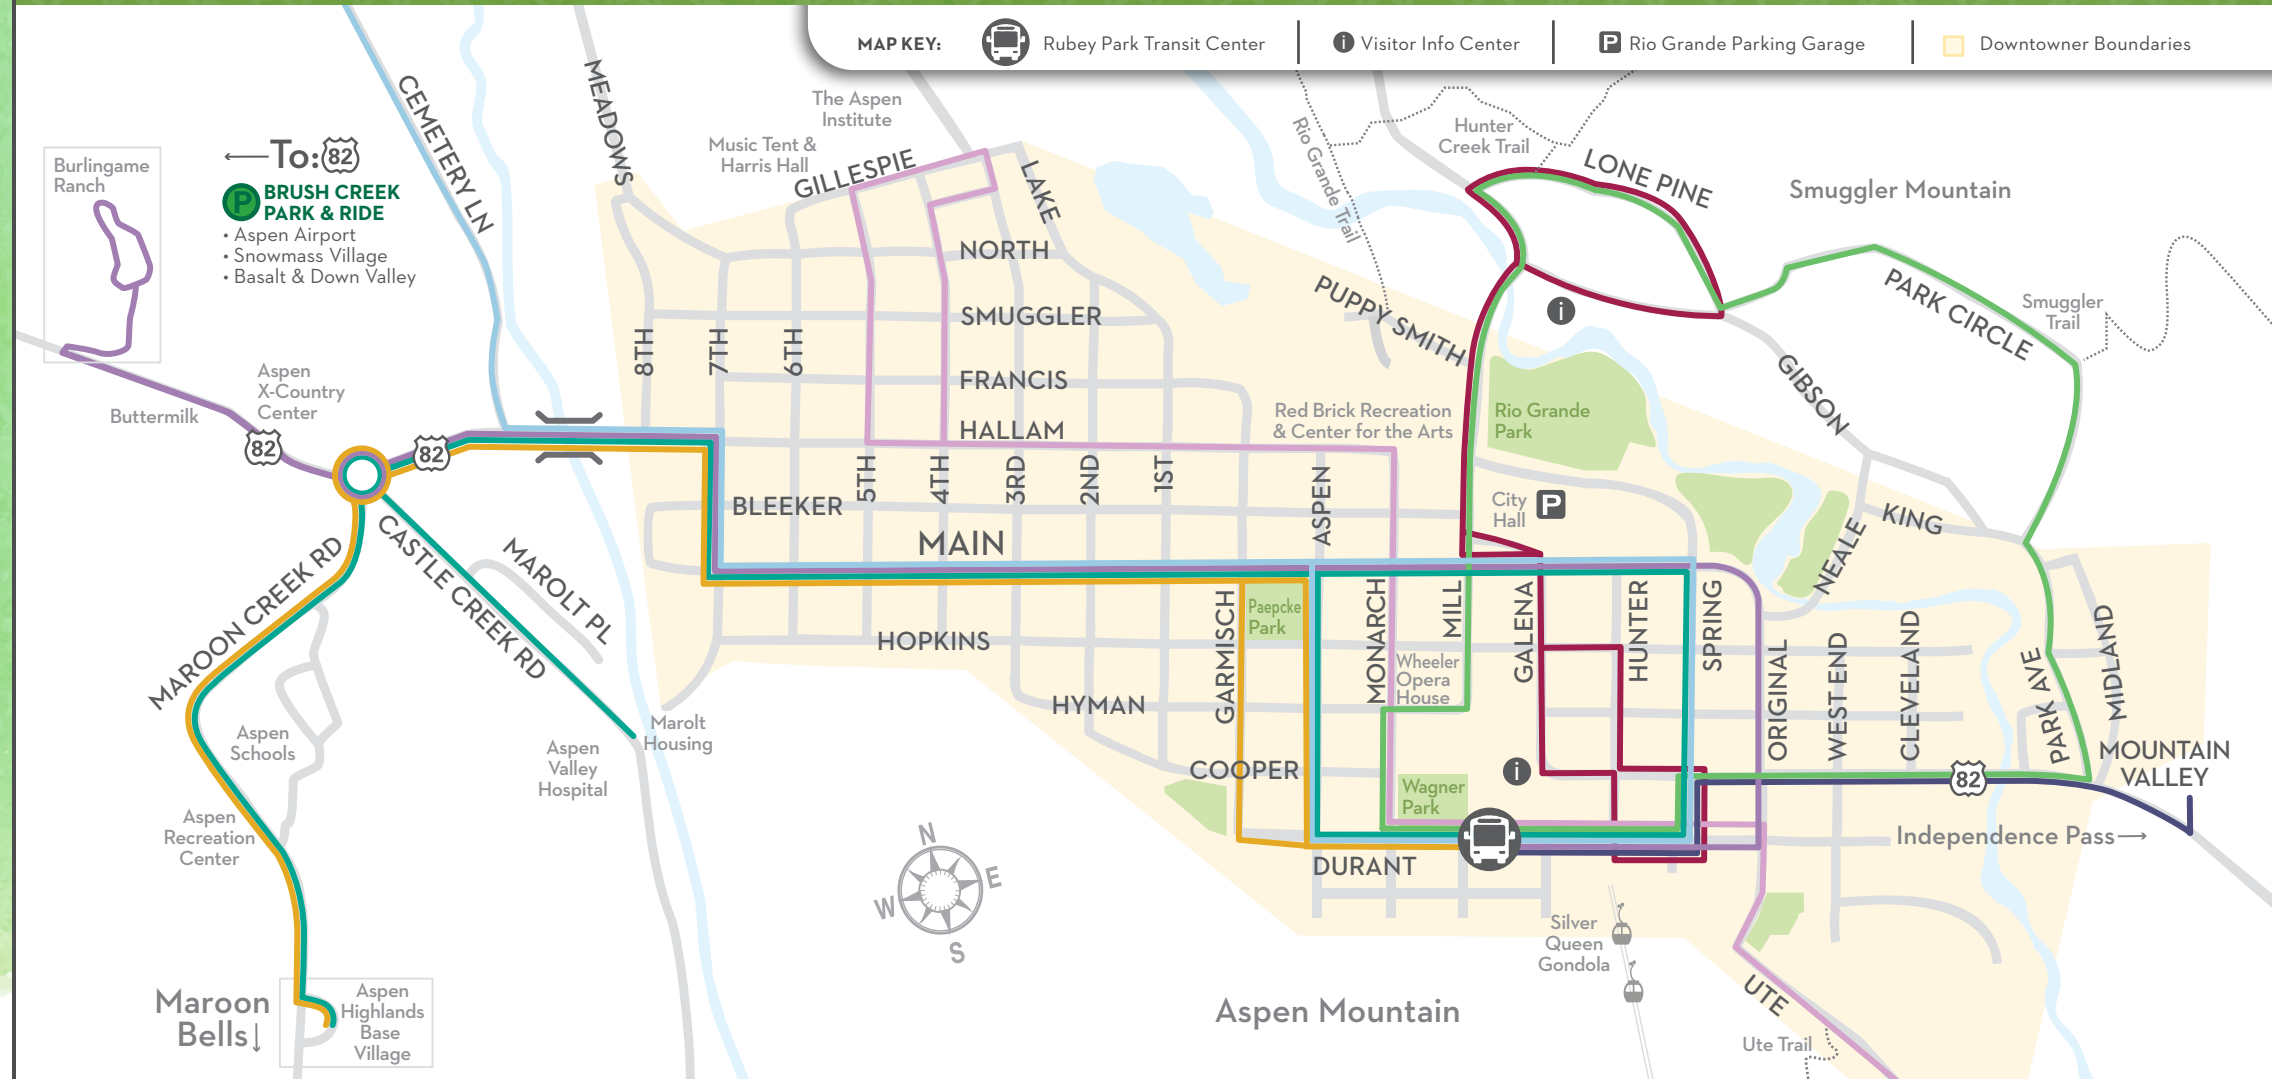 MAP KEY:
Rubey Park Transit Center
i
Visitor Info Center
P
Rio Grande Parking Garage
Downtowner Boundaries
Burlingame
Ranch
←To: 82
P
BRUSH CREEK
PARK & RIDE
• Aspen Airport
• Snowmass Village
• Basalt & Down Valley
CEMETERY LN
MEADOWS
The Aspen
Institute
Music Tent &
Harris Hall
GILLESPIE
LAKE
Rio Grande Trail
Hunter
Creek Trail
LONE PINE
Smuggler Mountain
NORTH
SMUGGLER
FRANCIS
HALLAM
8TH
7TH
6TH
PUPPY SMITH
i
PARK CIRCLE
Smuggler
Trail
GIBSON
Aspen
X-Country
Center
Buttermilk
82
82
Red Brick Recreation
& Center for the Arts
Rio Grande
Park
5TH
4TH
3RD
2ND
1ST
ASPEN
BLEEKER
MAIN
City
Hall
P
KING
NEALE
MAROON CREEK RD
CASTLE CREEK RD
MAROLT PL
HOPKINS
HYMAN
COOPER
GARMISCH
Paepcke
Park
MONARCH
MILL
Wheeler
Opera
House
GALENA
HUNTER
SPRING
ORIGINAL
WEST END
CLEVELAND
PARK AVE
MIDLAND
MOUNTAIN
VALLEY
Marolt
Housing
Aspen
Schools
Aspen
Valley
Hospital
Wagner
Park
i
82
Aspen
Recreation
Center
Independence Pass→
DURANT
N
E
W
S
Silver
Queen
Gondola
Maroon
Bells↓
Aspen
Highlands
Base
Village
Aspen Mountain
UTE
Ute Trail